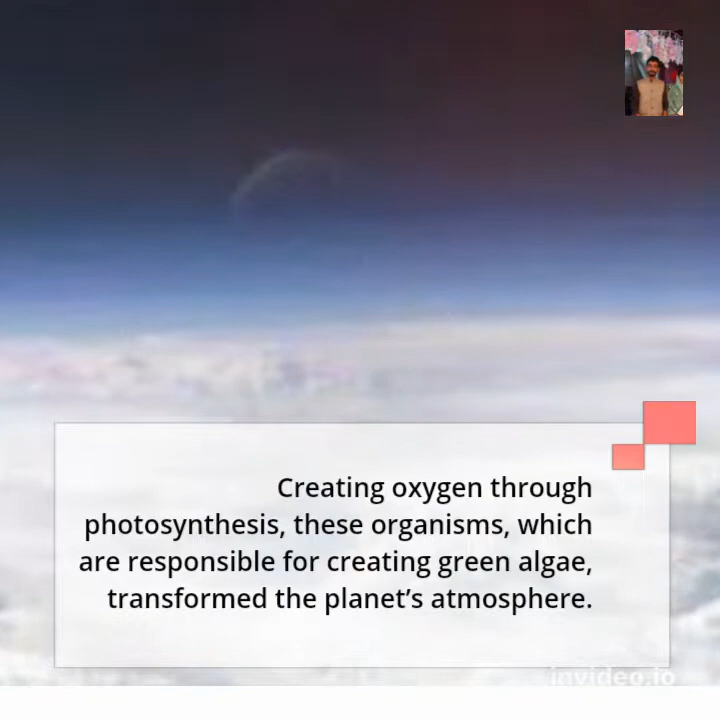 Creating oxygen through
photosynthesis, these organisms, which
are responsible for creating green algae,
transformed the planet’s atmosphere.
invideo.io